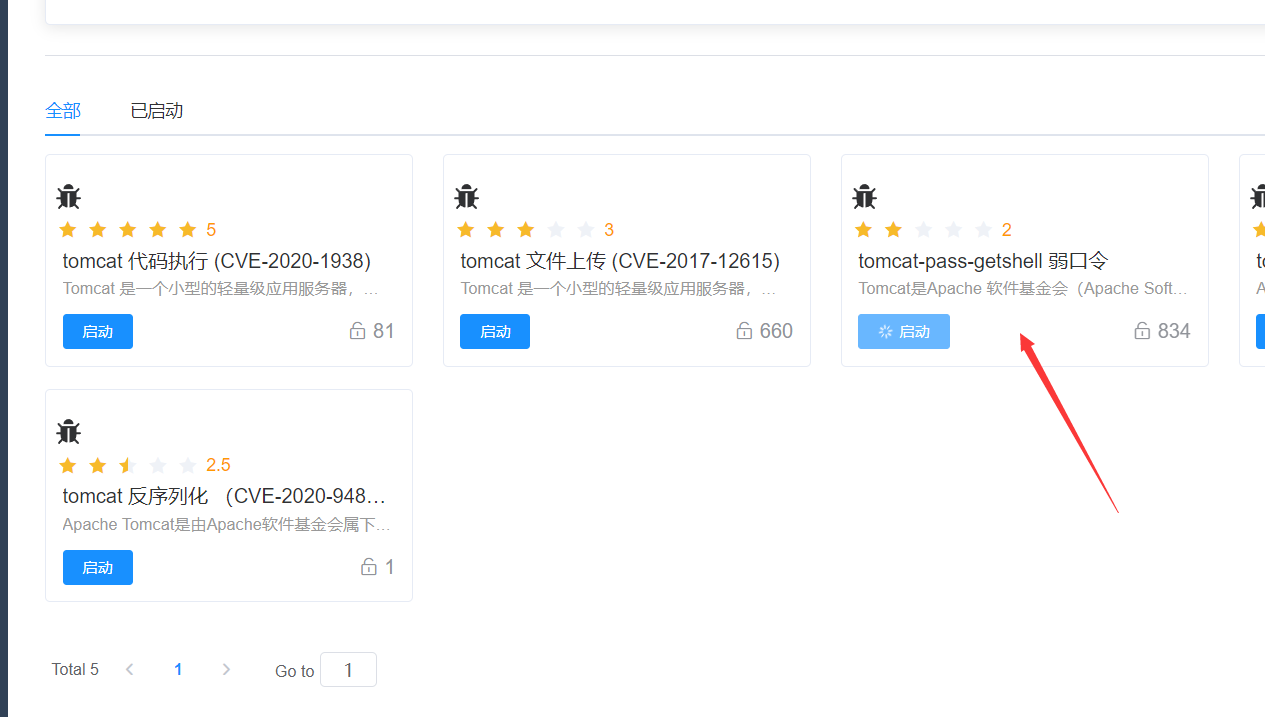 全部 已启动
5
tomcat 代码执行 (CVE-2020-1938)
Tomcat 是一个小型的轻量级应用服务器，...
启动 81
3
tomcat 文件上传 (CVE-2017-12615)
Tomcat 是一个小型的轻量级应用服务器，...
启动 660
2
tomcat-pass-getshell 弱口令
Tomcat是Apache 软件基金会（Apache Soft...
启动 834
2.5
tomcat 反序列化 （CVE-2020-948...
Apache Tomcat是由Apache软件基金会属下...
启动 1
Total 5 1 Go to 1